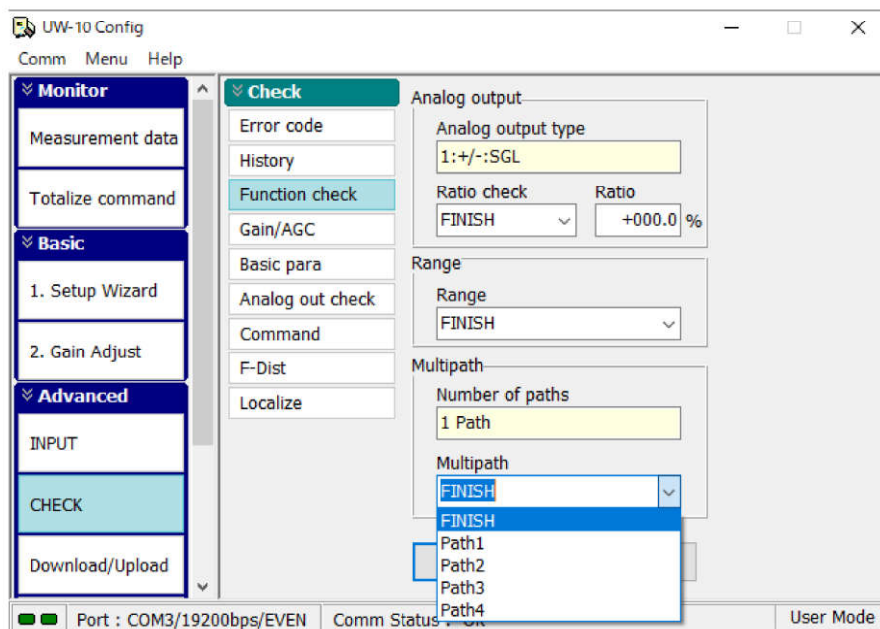 UW-10 Config
Comm Menu Help
Monitor
Measurement data
Totalize command
Basic
1. Setup Wizard
2. Gain Adjust
Advanced
INPUT
CHECK
Download/Upload
Check
Error code
History
Function check
Gain/AGC
Basic para
Analog out check
Command
F-Dist
Localize
Analog output
Analog output type
1:+/-:SGL
Ratio check Ratio
FINISH +000.0 %
Range
Range
FINISH
Multipath
Number of paths
1 Path
Multipath
FINISH
FINISH
Path1
Path2
Path3
Path4
Port : COM3/19200bps/EVEN Comm Status : User Mode